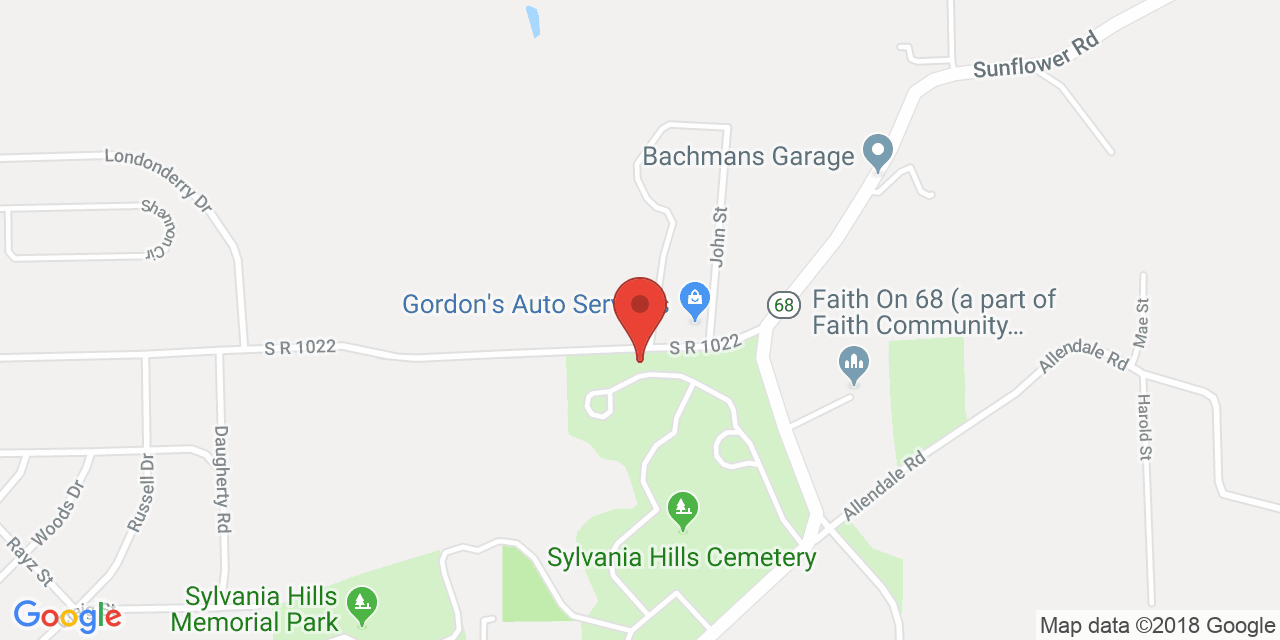 Sunflower Rd
Londonderry Dr
Bachmans Garage
Shannon Cir
John St
Gordon's Auto Serv
68
Faith On 68 (a part of
Faith Community...
Mae St
S R 1022
S R 1022
Allendale Rd
Harold St
Daugherty Rd
Russell Dr
Woods Dr
Allendale Rd
Rayz St
Sylvania Hills Cemetery
Sylvania Hills
Memorial Park
Google
St
Map data ©2018 Google